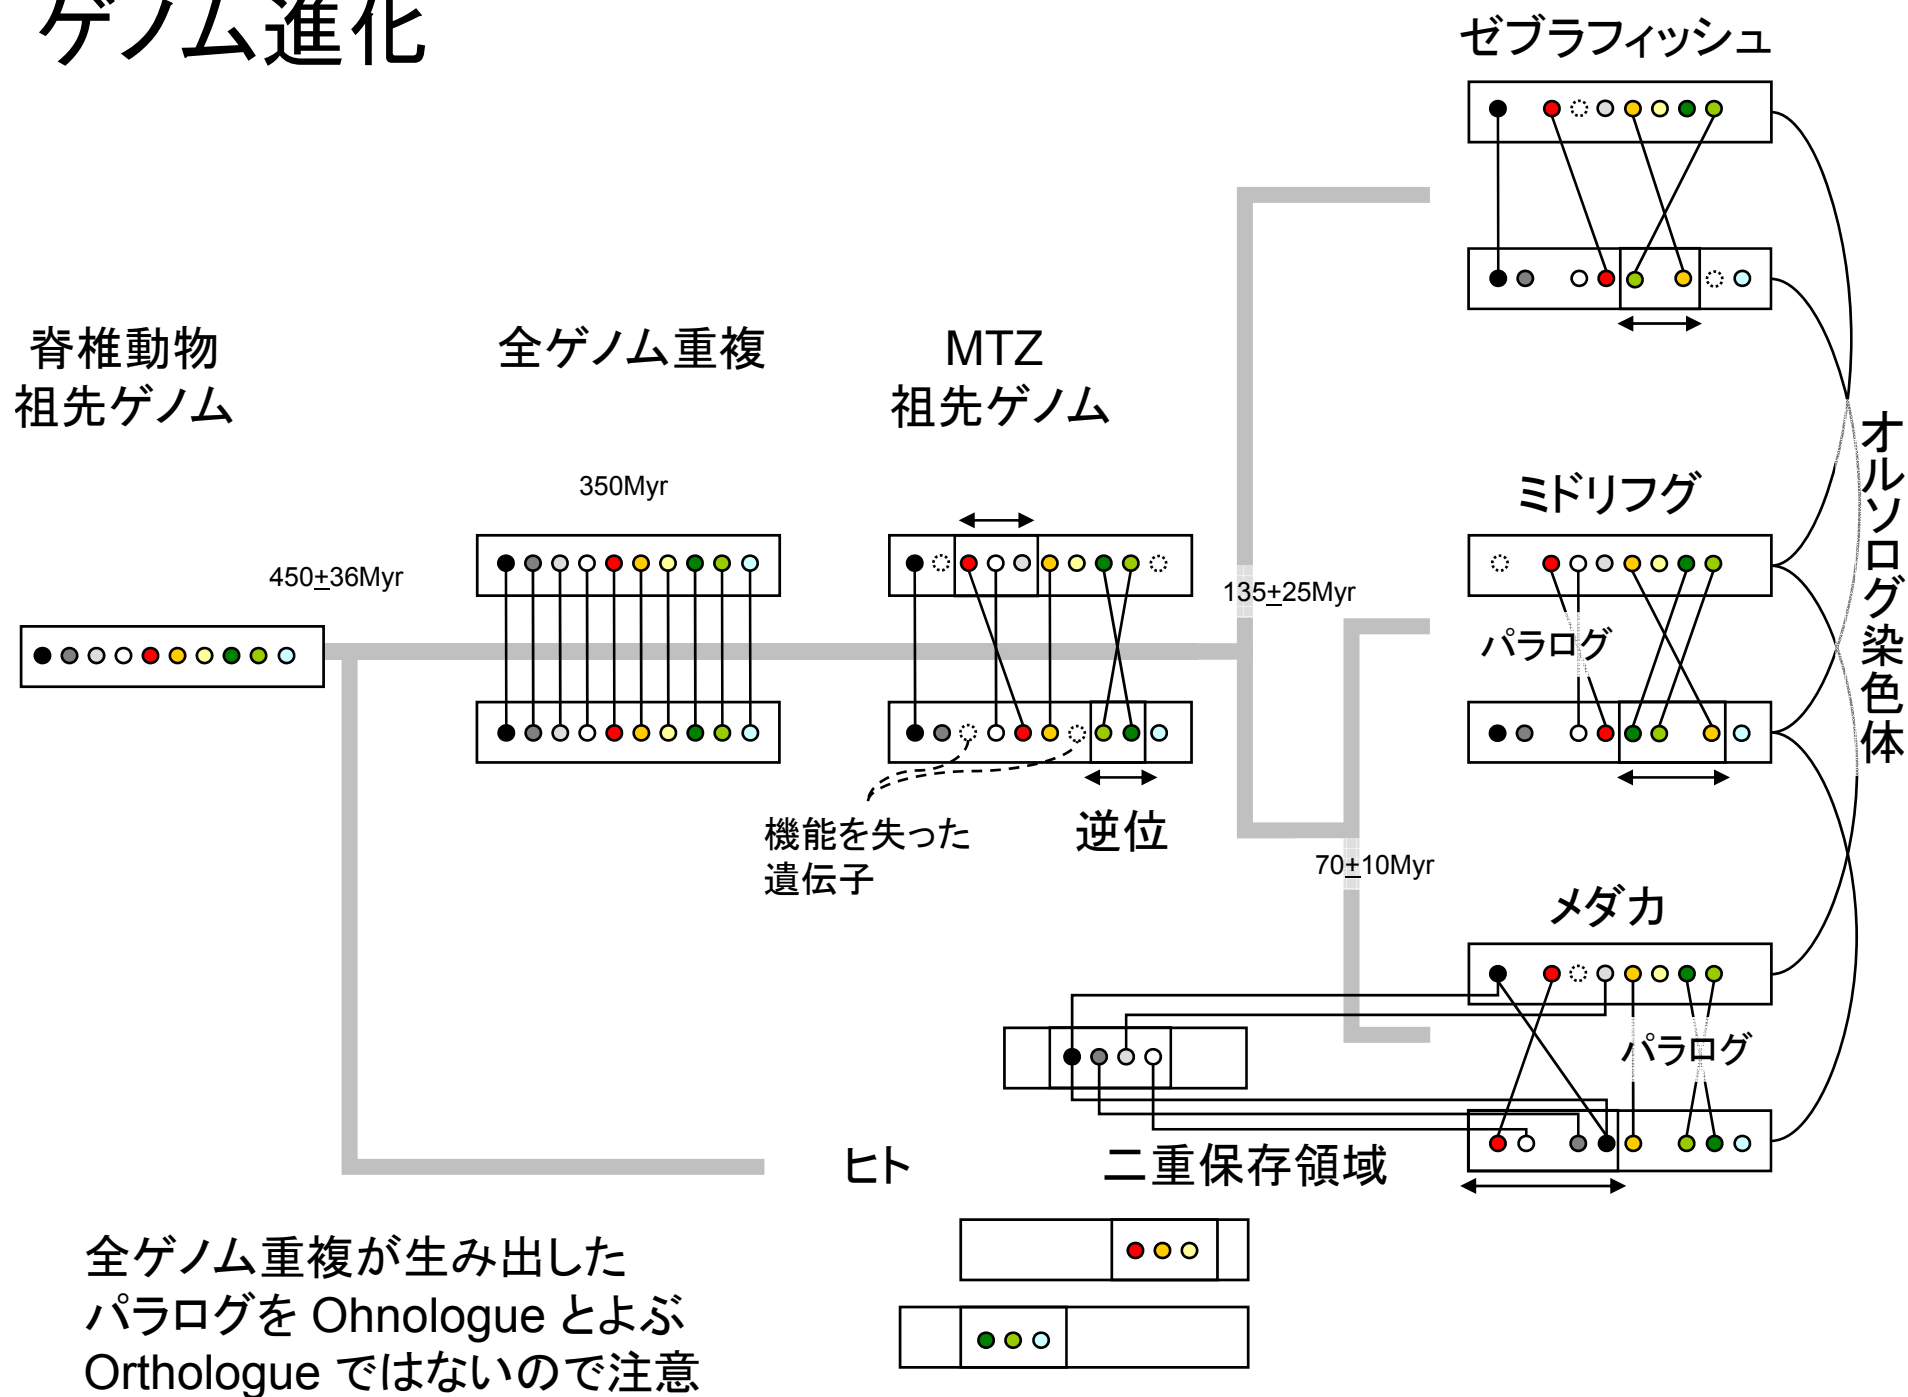 ゲノム進化
ゼブラフィッシュ
脊椎動物
祖先ゲノム
全ゲノム重複
MTZ
祖先ゲノム
オルソログ染色体
350Myr
ミドリフグ
450±36Myr
135±25Myr
パラログ
機能を失った
遺伝子
逆位
70±10Myr
メダカ
パラログ
ヒト
二重保存領域
全ゲノム重複が生み出した
パラログを Ohnologue とよぶ
Orthologue ではないので注意